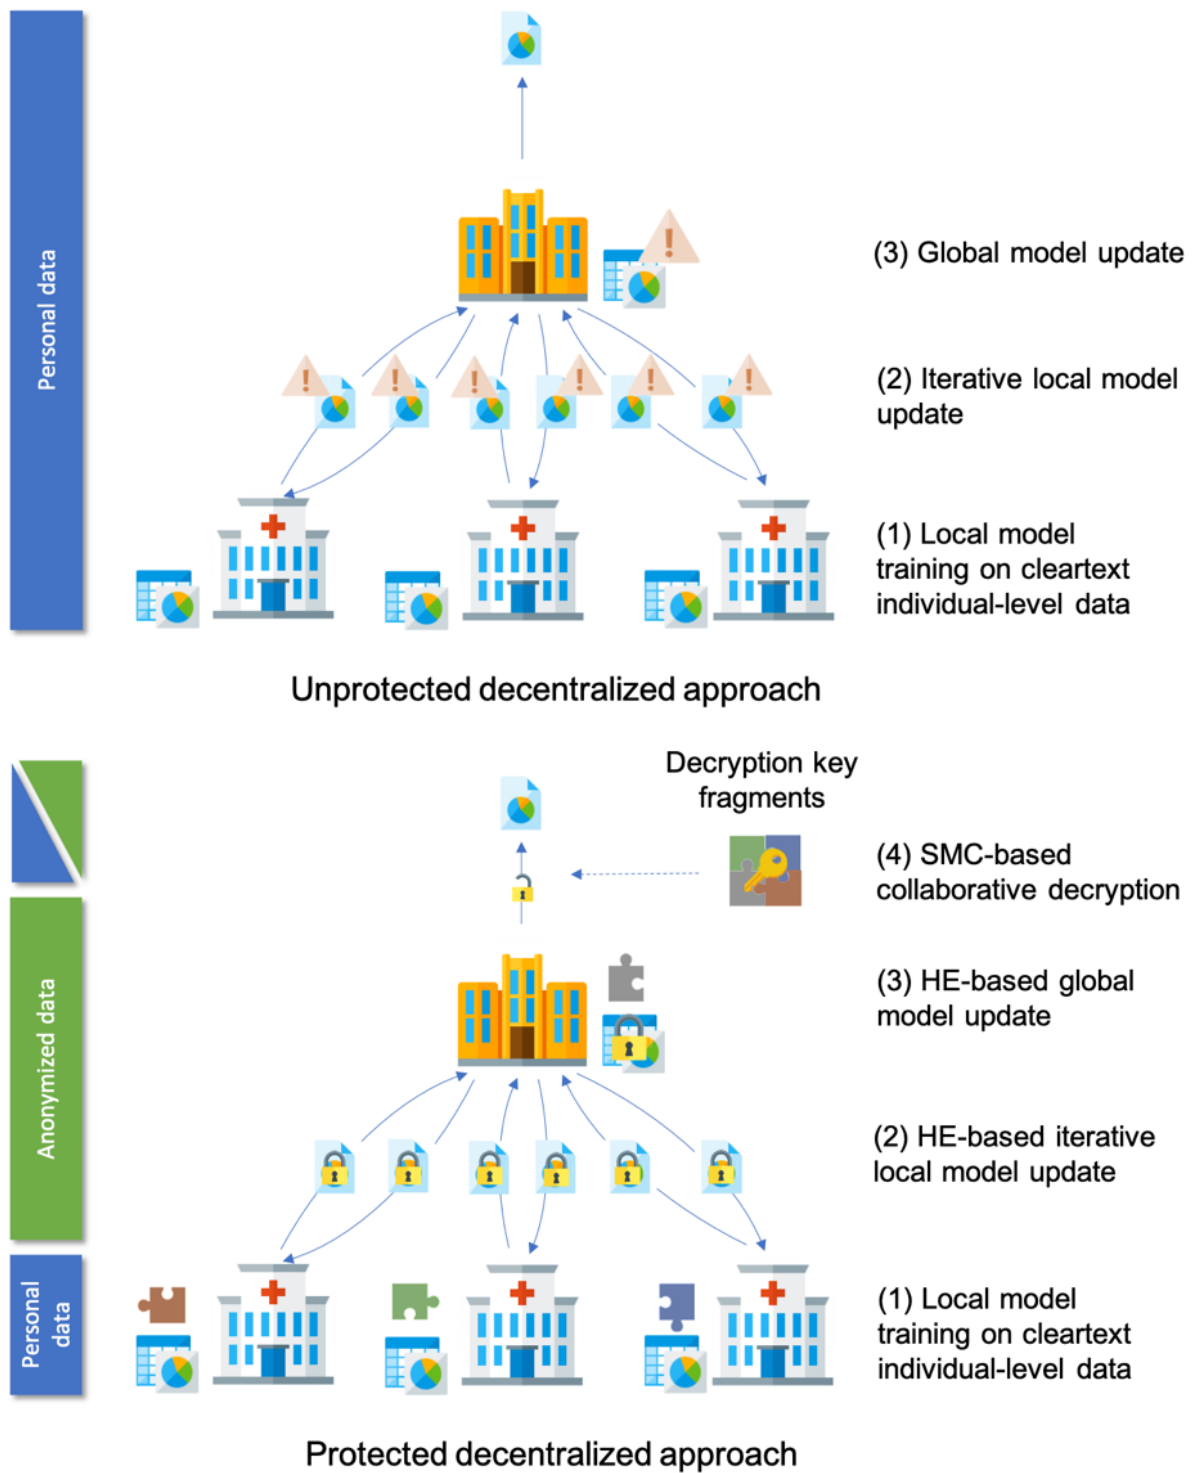 Personal data
(3) Global model update
(2) Iterative local model
update
(1) Local model
training on cleartext
individual-level data
Unprotected decentralized approach
Decryption key
fragments
(4) SMC-based
collaborative decryption
Anonymized data
(3) HE-based global
model update
(2) HE-based iterative
local model update
Personal
data
(1) Local model
training on cleartext
individual-level data
Protected decentralized approach